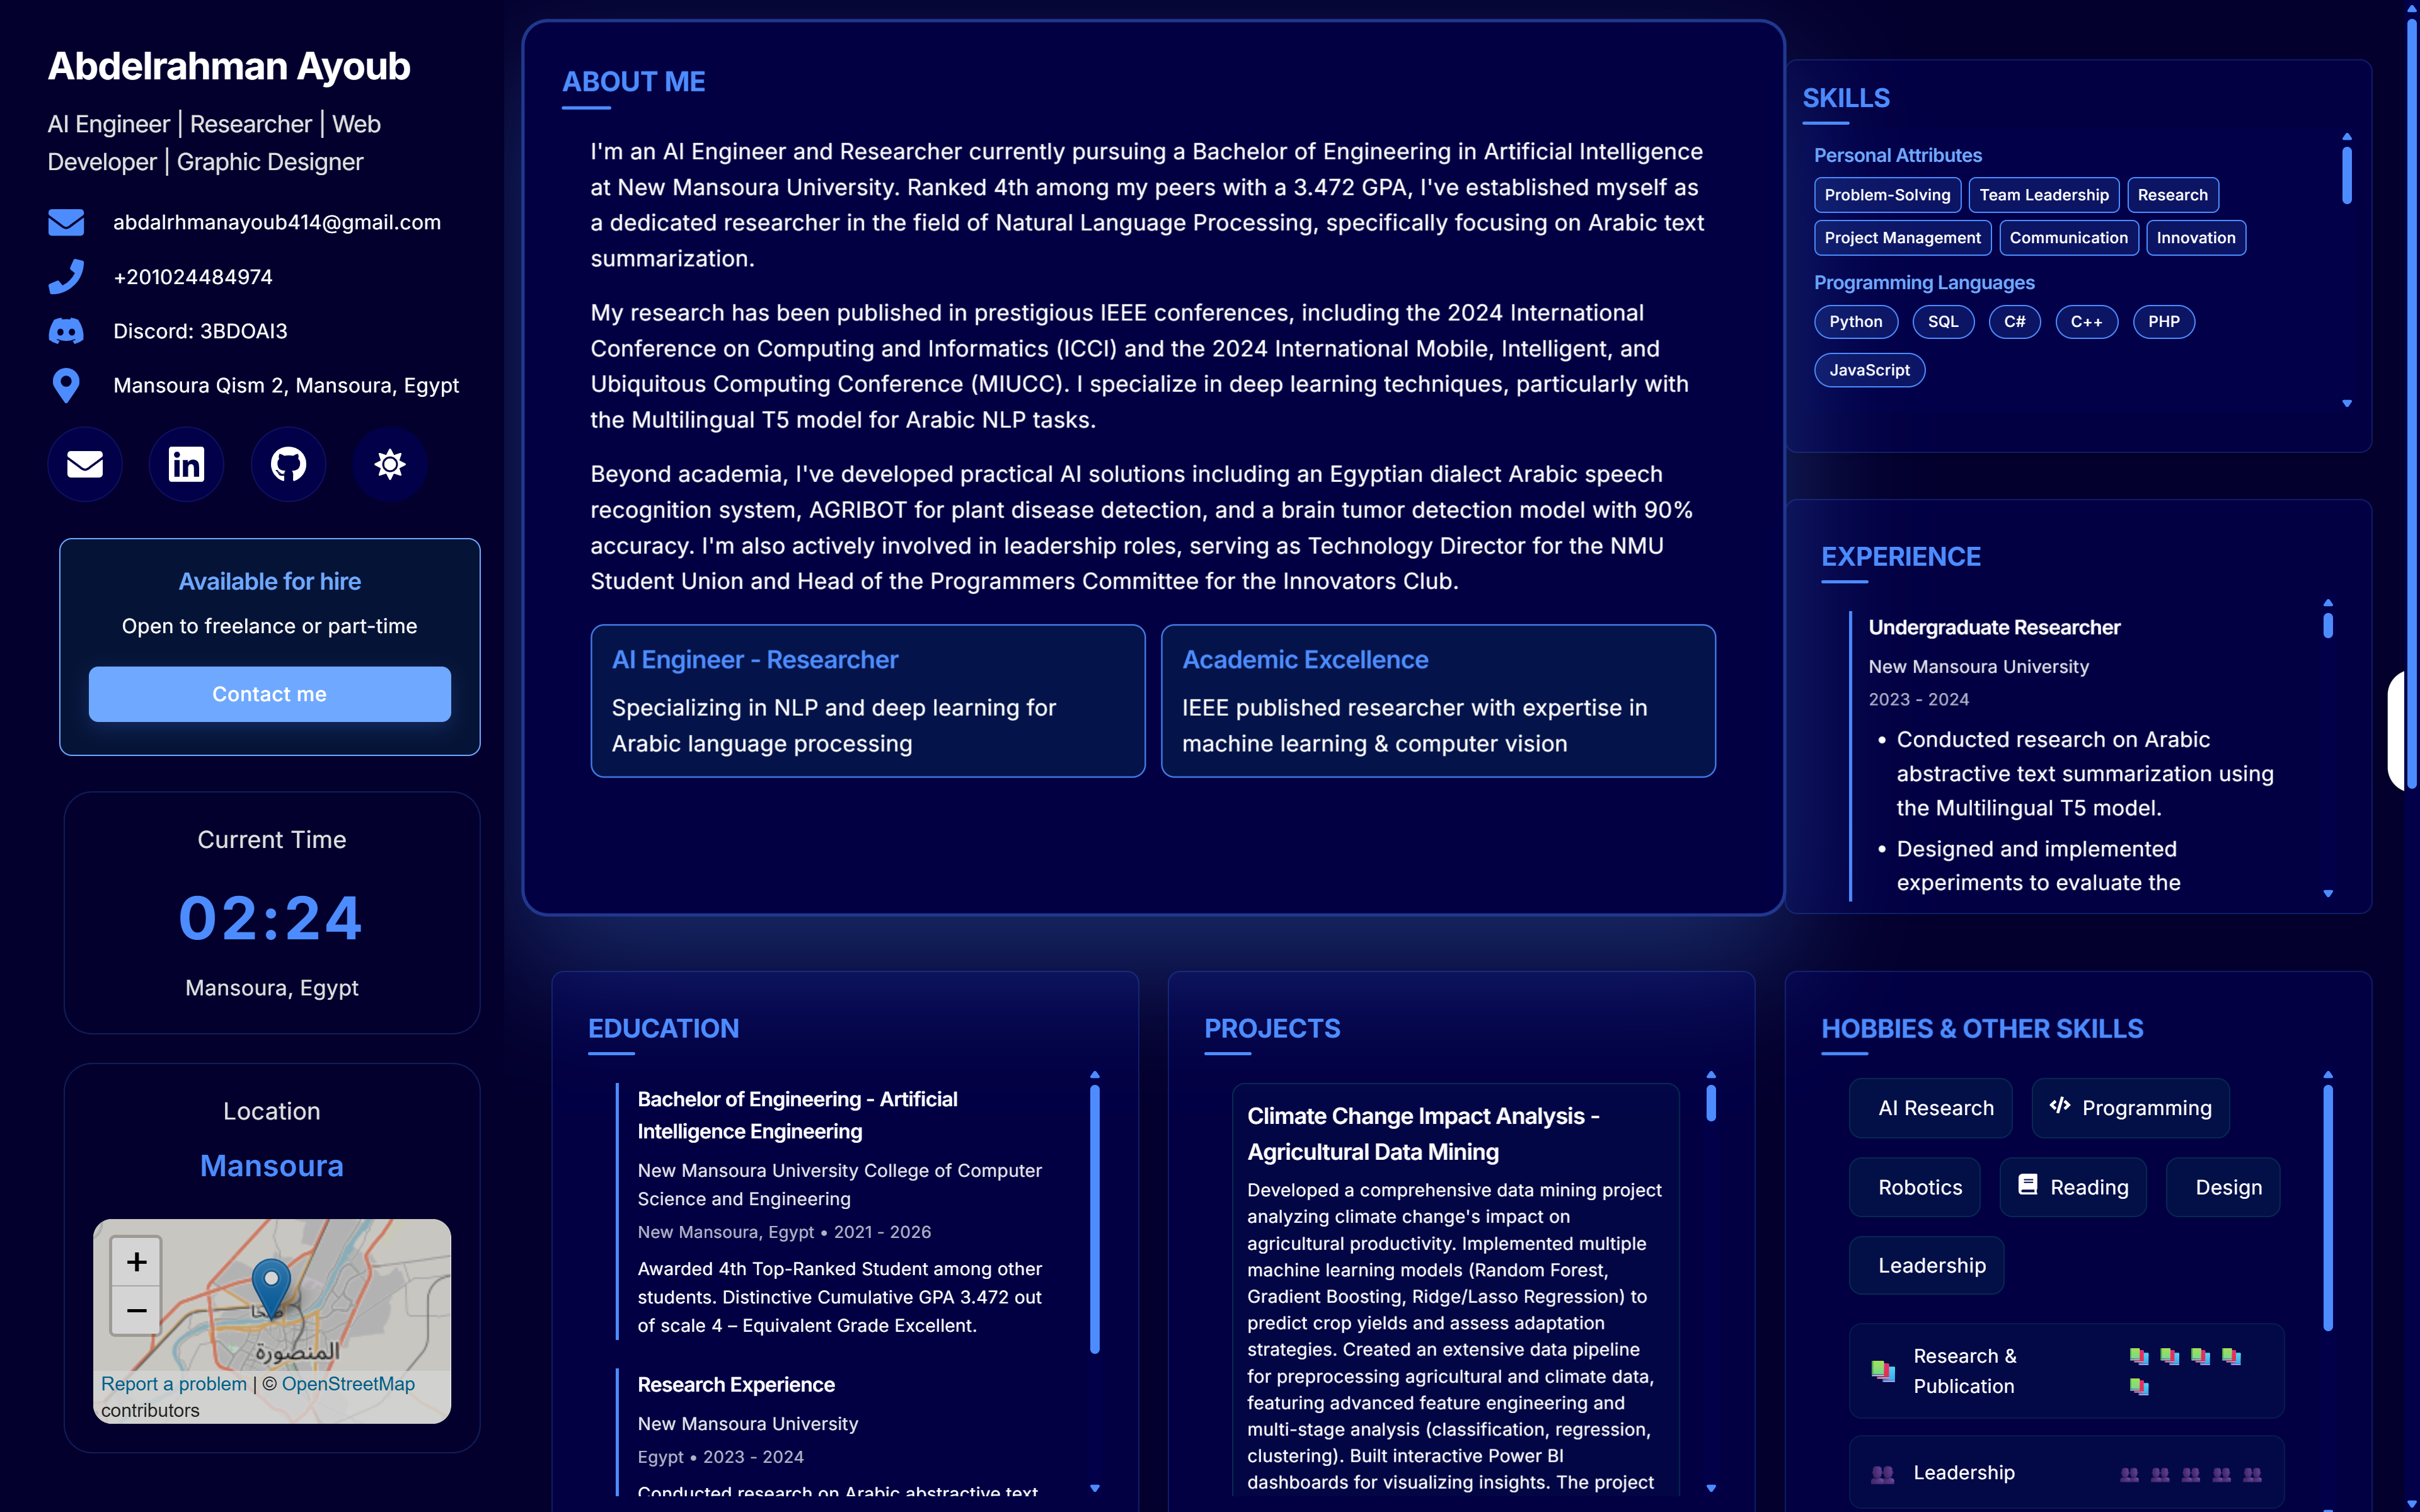 Abdelrahman Ayoub
AI Engineer | Researcher | Web
Developer | Graphic Designer
abdalrhmanayoub414@gmail.com
+201024484974
Discord: 3BDOAI3
Mansoura Qism 2, Mansoura, Egypt
Available for hire
Open to freelance or part-time
Contact me
Current Time
02:24
Mansoura, Egypt
Location
Mansoura
+
−
طلخا
المنصورة
Report a problem | © OpenStreetMap
contributors
ABOUT ME
I'm an AI Engineer and Researcher currently pursuing a Bachelor of Engineering in Artificial Intelligence
at New Mansoura University. Ranked 4th among my peers with a 3.472 GPA, I've established myself as
a dedicated researcher in the field of Natural Language Processing, specifically focusing on Arabic text
summarization.
My research has been published in prestigious IEEE conferences, including the 2024 International
Conference on Computing and Informatics (ICCI) and the 2024 International Mobile, Intelligent, and
Ubiquitous Computing Conference (MIUCC). I specialize in deep learning techniques, particularly with
the Multilingual T5 model for Arabic NLP tasks.
Beyond academia, I've developed practical AI solutions including an Egyptian dialect Arabic speech
recognition system, AGRIBOT for plant disease detection, and a brain tumor detection model with 90%
accuracy. I'm also actively involved in leadership roles, serving as Technology Director for the NMU
Student Union and Head of the Programmers Committee for the Innovators Club.
AI Engineer - Researcher
Specializing in NLP and deep learning for
Arabic language processing
Academic Excellence
IEEE published researcher with expertise in
machine learning & computer vision
SKILLS
Personal Attributes
Problem-Solving Team Leadership Research
Project Management Communication Innovation
Programming Languages
Python SQL C# C++ PHP
JavaScript
EXPERIENCE
Undergraduate Researcher
New Mansoura University
2023 - 2024
• Conducted research on Arabic
abstractive text summarization using
the Multilingual T5 model.
• Designed and implemented
experiments to evaluate the
EDUCATION
Bachelor of Engineering - Artificial
Intelligence Engineering
New Mansoura University College of Computer
Science and Engineering
New Mansoura, Egypt • 2021 - 2026
Awarded 4th Top-Ranked Student among other
students. Distinctive Cumulative GPA 3.472 out
of scale 4 – Equivalent Grade Excellent.
Research Experience
New Mansoura University
Egypt • 2023 - 2024
Conducted research on Arabic abstractive text
PROJECTS
Climate Change Impact Analysis -
Agricultural Data Mining
Developed a comprehensive data mining project
analyzing climate change's impact on
agricultural productivity. Implemented multiple
machine learning models (Random Forest,
Gradient Boosting, Ridge/Lasso Regression) to
predict crop yields and assess adaptation
strategies. Created an extensive data pipeline
for preprocessing agricultural and climate data,
featuring advanced feature engineering and
multi-stage analysis (classification, regression,
clustering). Built interactive Power BI
dashboards for visualizing insights. The project
HOBBIES & OTHER SKILLS
AI Research Programming
Robotics Reading Design
Leadership
Research &
Publication
Leadership